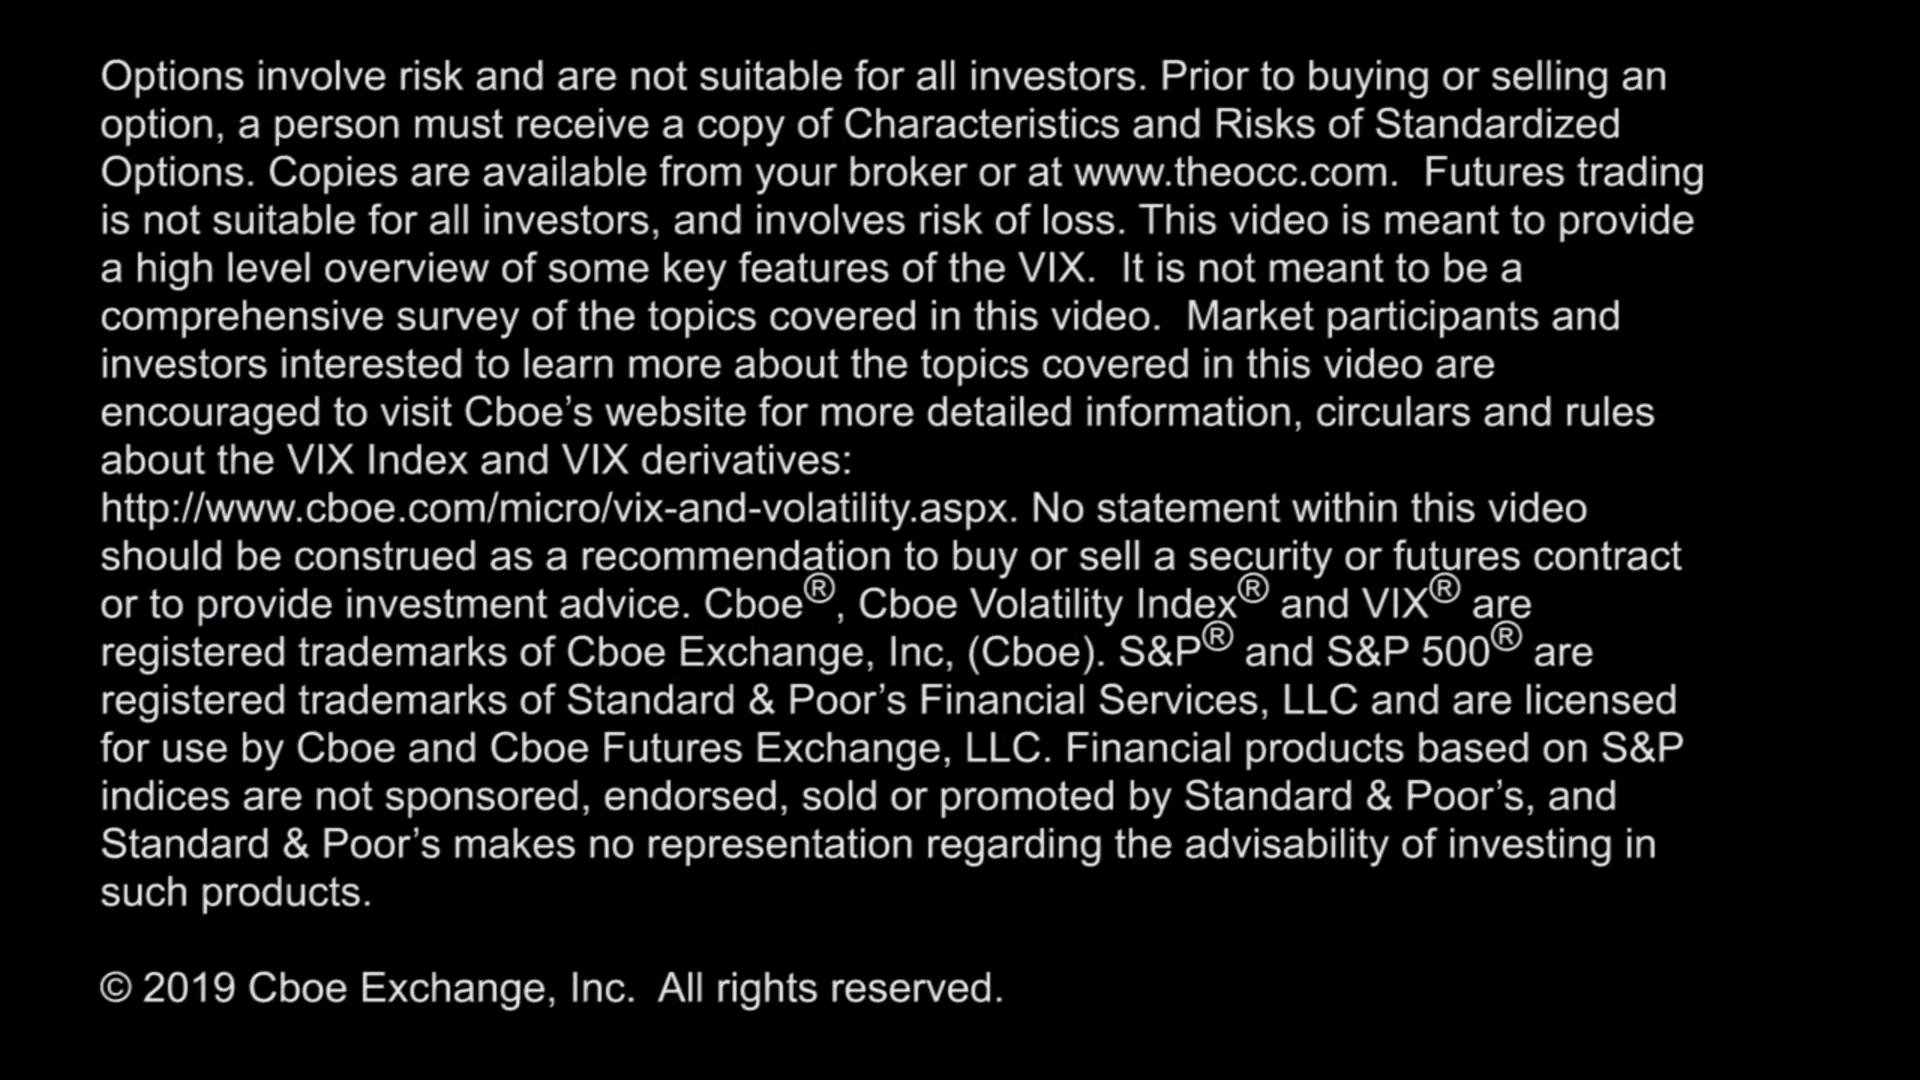 Options involve risk and are not suitable for all investors. Prior to buying or selling an
option, a person must receive a copy of Characteristics and Risks of Standardized
Options. Copies are available from your broker or at www.theocc.com.  Futures trading
is not suitable for all investors, and involves risk of loss. This video is meant to provide
a high level overview of some key features of the VIX.  It is not meant to be a
comprehensive survey of the topics covered in this video.  Market participants and
investors interested to learn more about the topics covered in this video are
encouraged to visit Cboe’s website for more detailed information, circulars and rules
about the VIX Index and VIX derivatives:
http://www.cboe.com/micro/vix-and-volatility.aspx. No statement within this video
should be construed as a recommendation to buy or sell a security or futures contract
or to provide investment advice. Cboe®, Cboe Volatility Index® and VIX® are
registered trademarks of Cboe Exchange, Inc, (Cboe). S&P® and S&P 500® are
registered trademarks of Standard & Poor’s Financial Services, LLC and are licensed
for use by Cboe and Cboe Futures Exchange, LLC. Financial products based on S&P
indices are not sponsored, endorsed, sold or promoted by Standard & Poor’s, and
Standard & Poor’s makes no representation regarding the advisability of investing in
such products.
© 2019 Cboe Exchange, Inc.  All rights reserved.